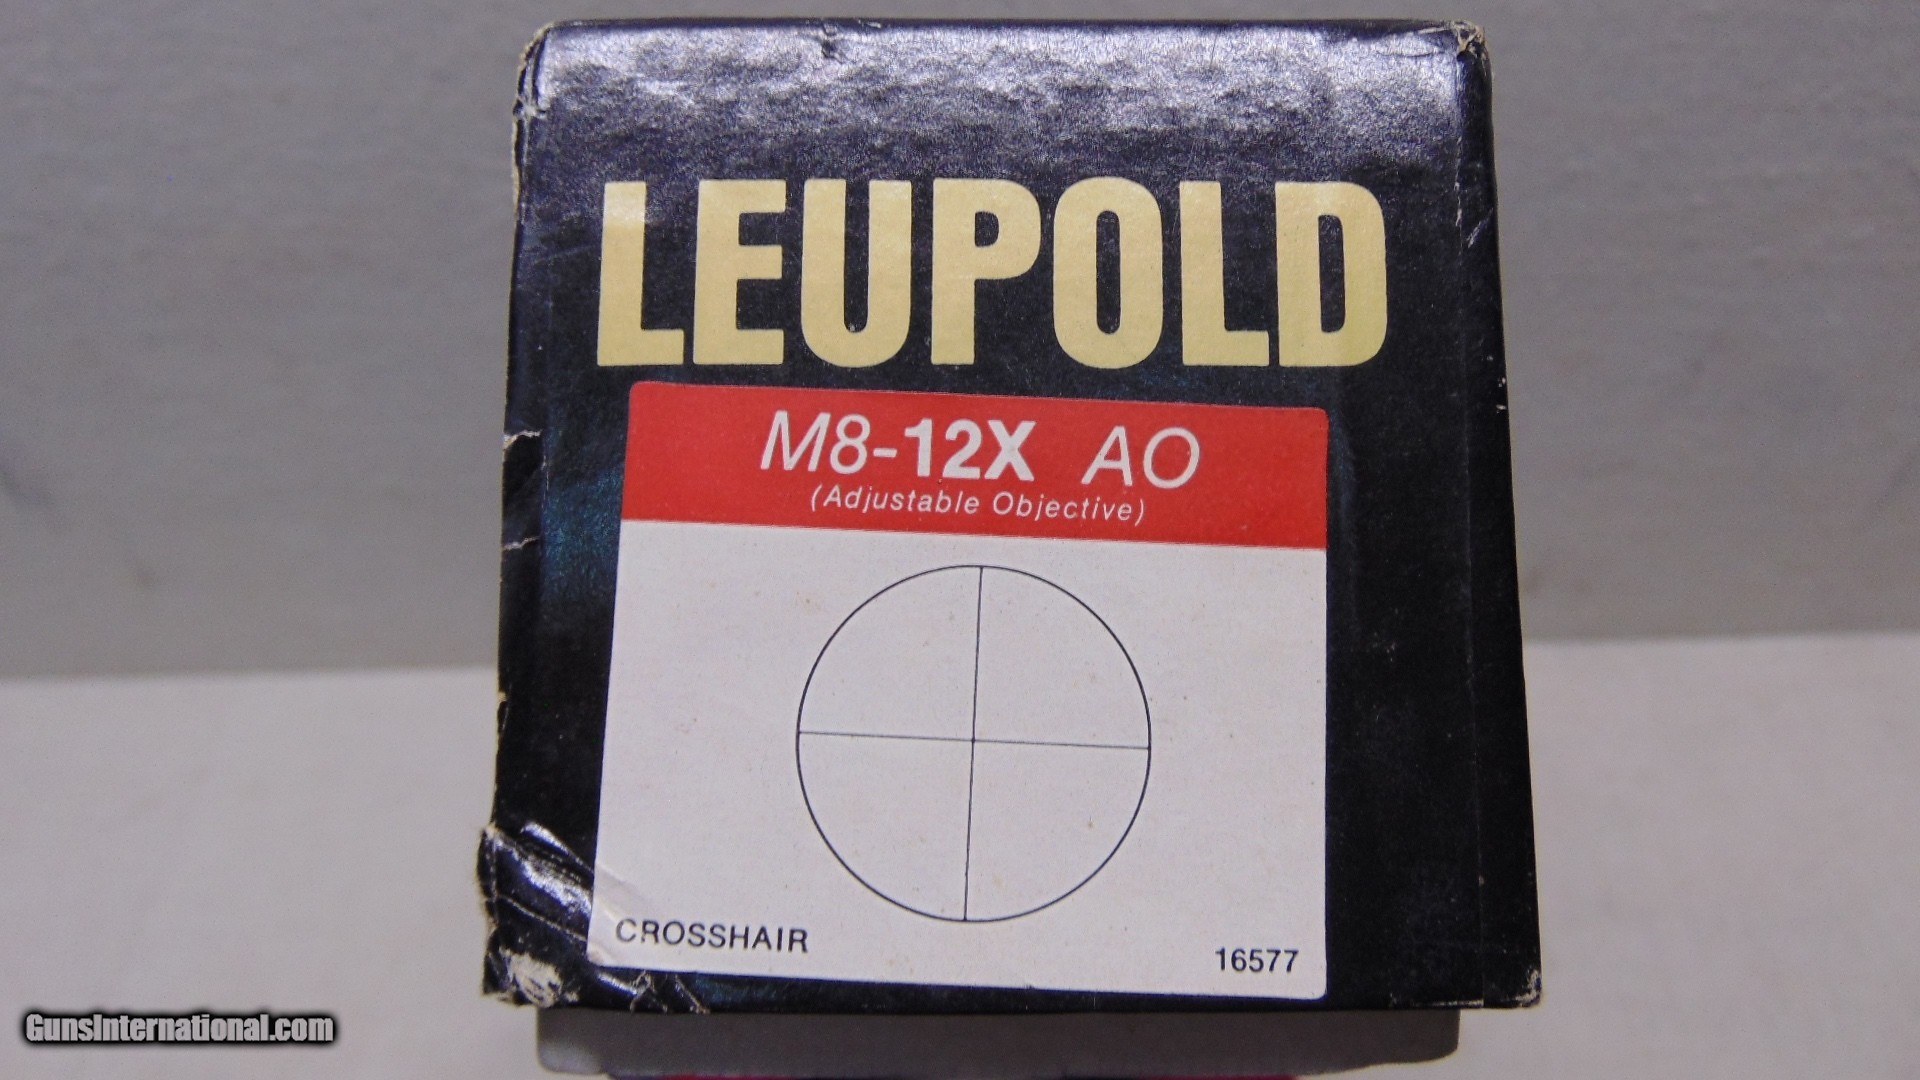 LEUPOLD
M8-12X AO
(Adjustable Objective)
CROSSHAIR
16577
GunsInternational.com